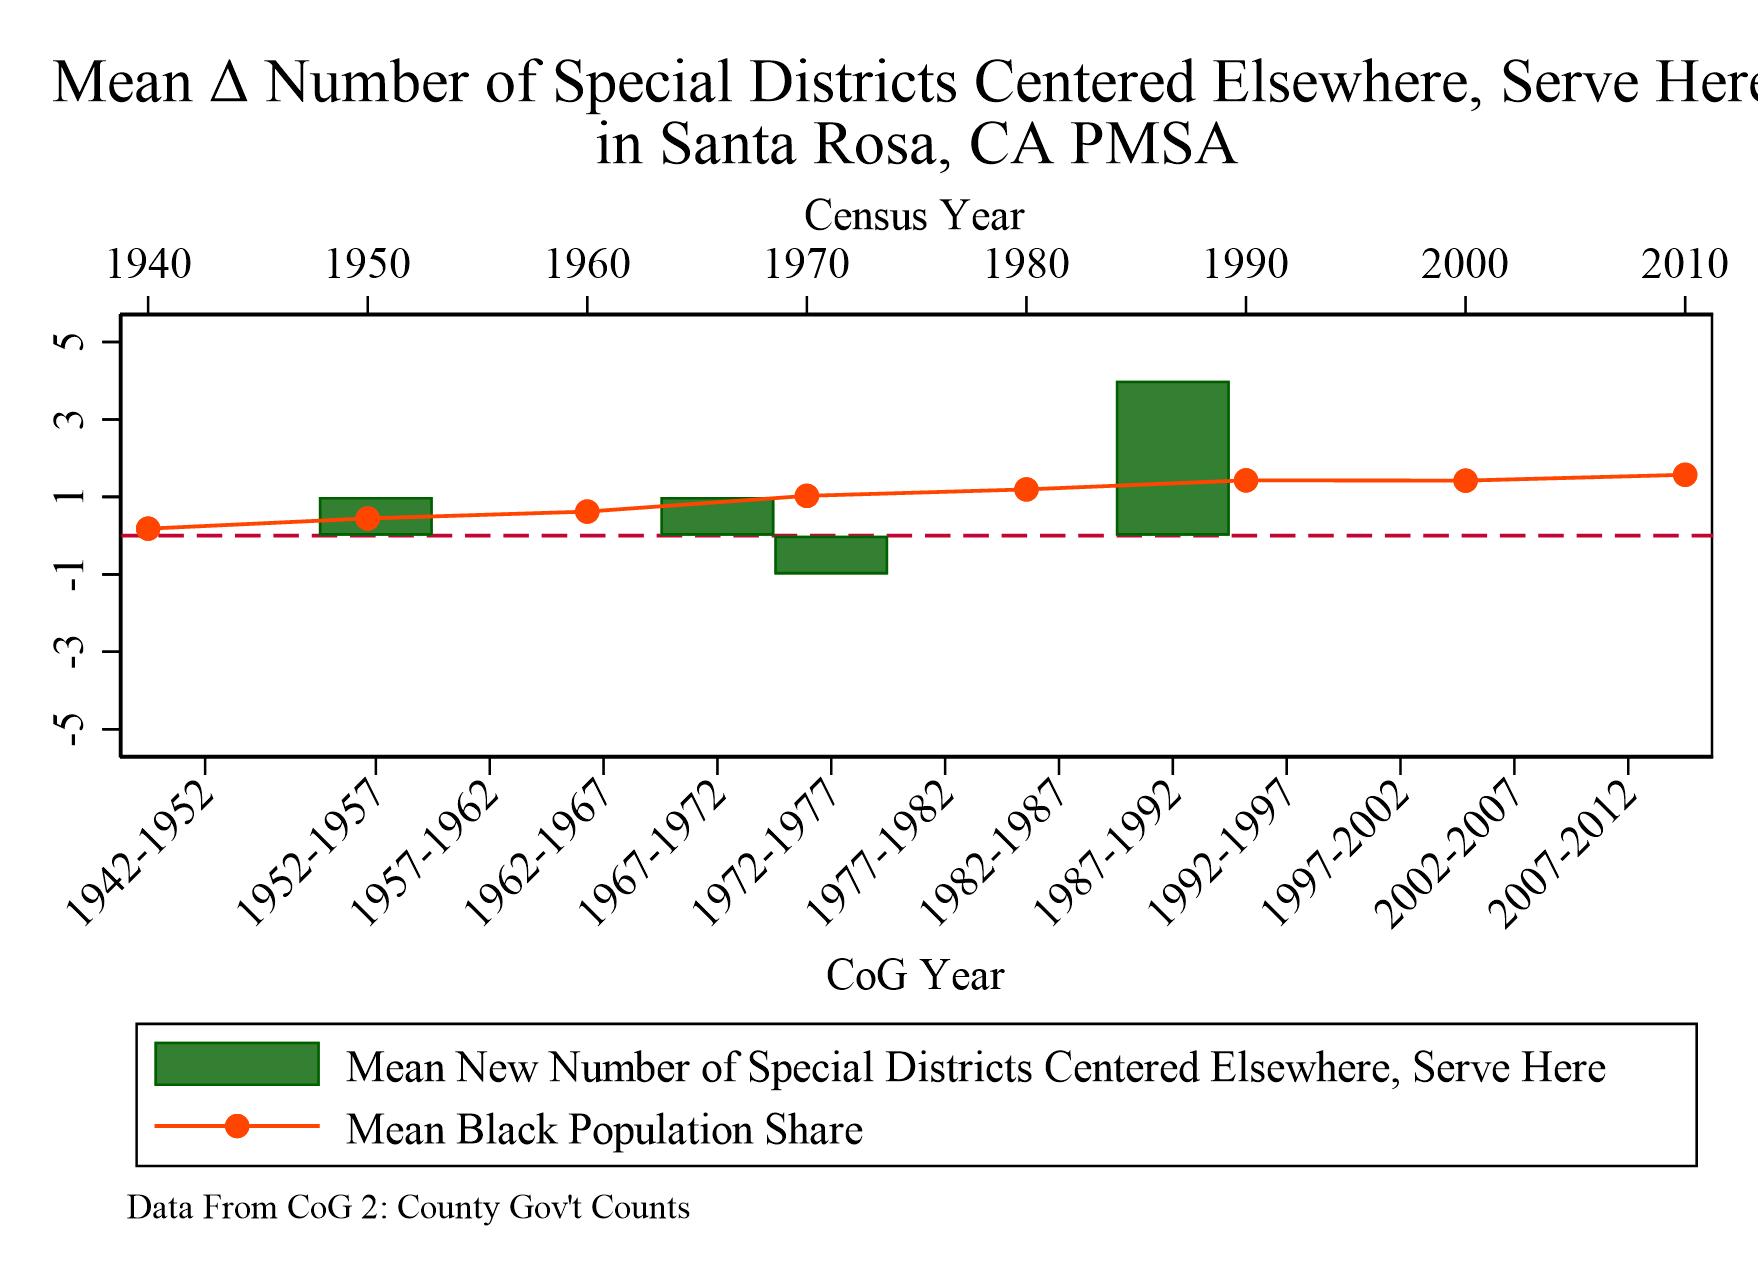 Mean Δ Number of Special Districts Centered Elsewhere, Serve Here
in Santa Rosa, CA PMSA
Census Year
1940 1950 1960 1970 1980 1990 2000 2010
5
3
1
-1
-3
-5
1942-1952 1952-1957 1957-1962 1962-1967 1967-1972 1972-1977 1977-1982 1982-1987 1987-1992 1992-1997 1997-2002 2002-2007 2007-2012
CoG Year
Mean New Number of Special Districts Centered Elsewhere, Serve Here
Mean Black Population Share
Data From CoG 2: County Gov't Counts